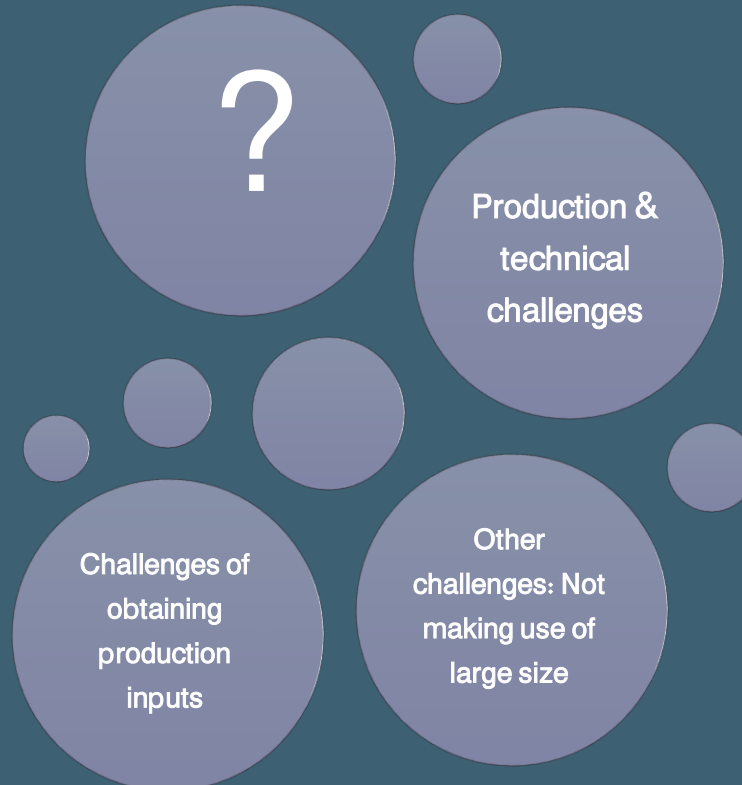 ?
Production &
technical
challenges
Other
challenges: Not
making use of
large size
Challenges of
obtaining
production
inputs